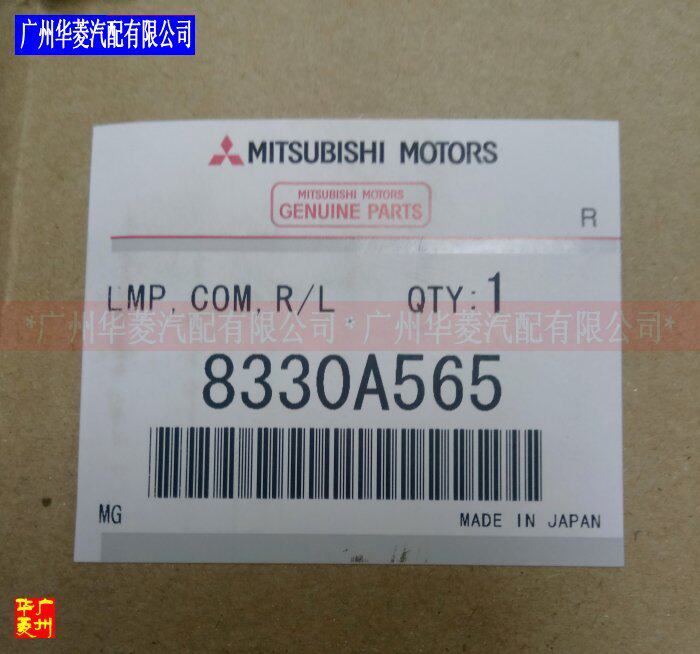 广州华菱汽配有限公司
MITSUBISHI MOTORS
MITSUBISHI MOTORS
GENUINE PARTS
R
LMP, COM, R/L QTY:1
*广州华菱汽配有限公司* 广州华菱汽配有限公司*
8330A565
MG MADE IN JAPAN
广州
华菱